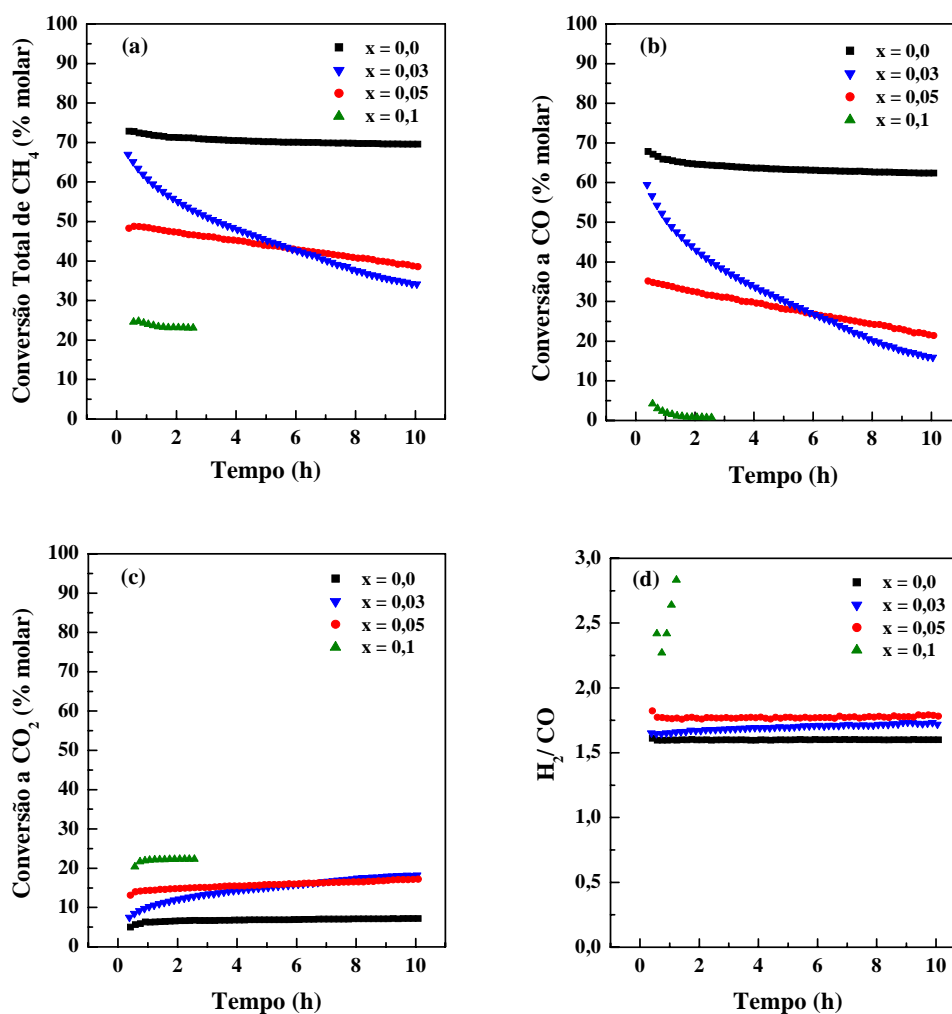 (a)
x = 0,0
x = 0,03
x = 0,05
x = 0,1
Conversão Total de CH4 (% molar)
100
90
80
70
60
50
40
30
20
10
0
0 2 4 6 8 10
Tempo (h)
(b)
x = 0,0
x = 0,03
x = 0,05
x = 0,1
Conversão a CO (% molar)
100
90
80
70
60
50
40
30
20
10
0
0 2 4 6 8 10
Tempo (h)
(c)
x = 0,0
x = 0,03
x = 0,05
x = 0,1
Conversão a CO2 (% molar)
100
90
80
70
60
50
40
30
20
10
0
0 2 4 6 8 10
Tempo (h)
(d)
x = 0,0
x = 0,03
x = 0,05
x = 0,1
H2/ CO
3,0
2,5
2,0
1,5
1,0
0,5
0,0
0 2 4 6 8 10
Tempo (h)